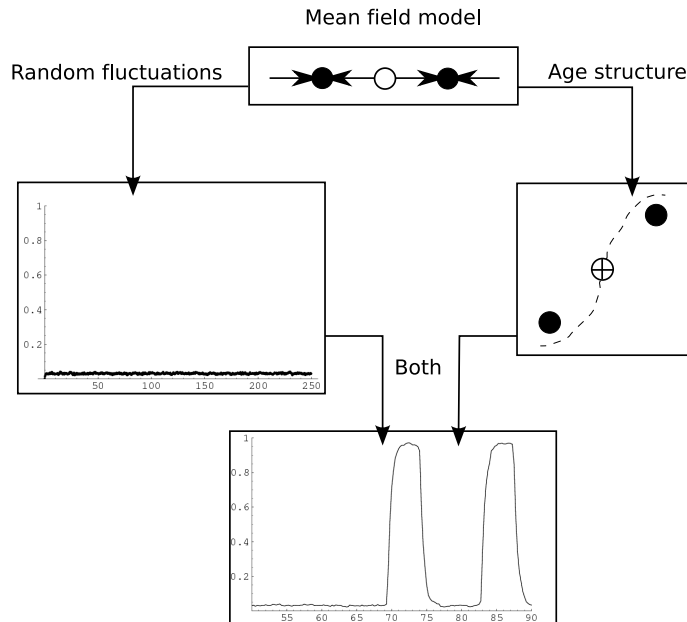 Mean field model
Random fluctuations
Age structure
1
0.8
0.6
0.4
0.2
50 100 150 200 250
Both
1
0.8
0.6
0.4
0.2
55 60 65 70 75 80 85 90